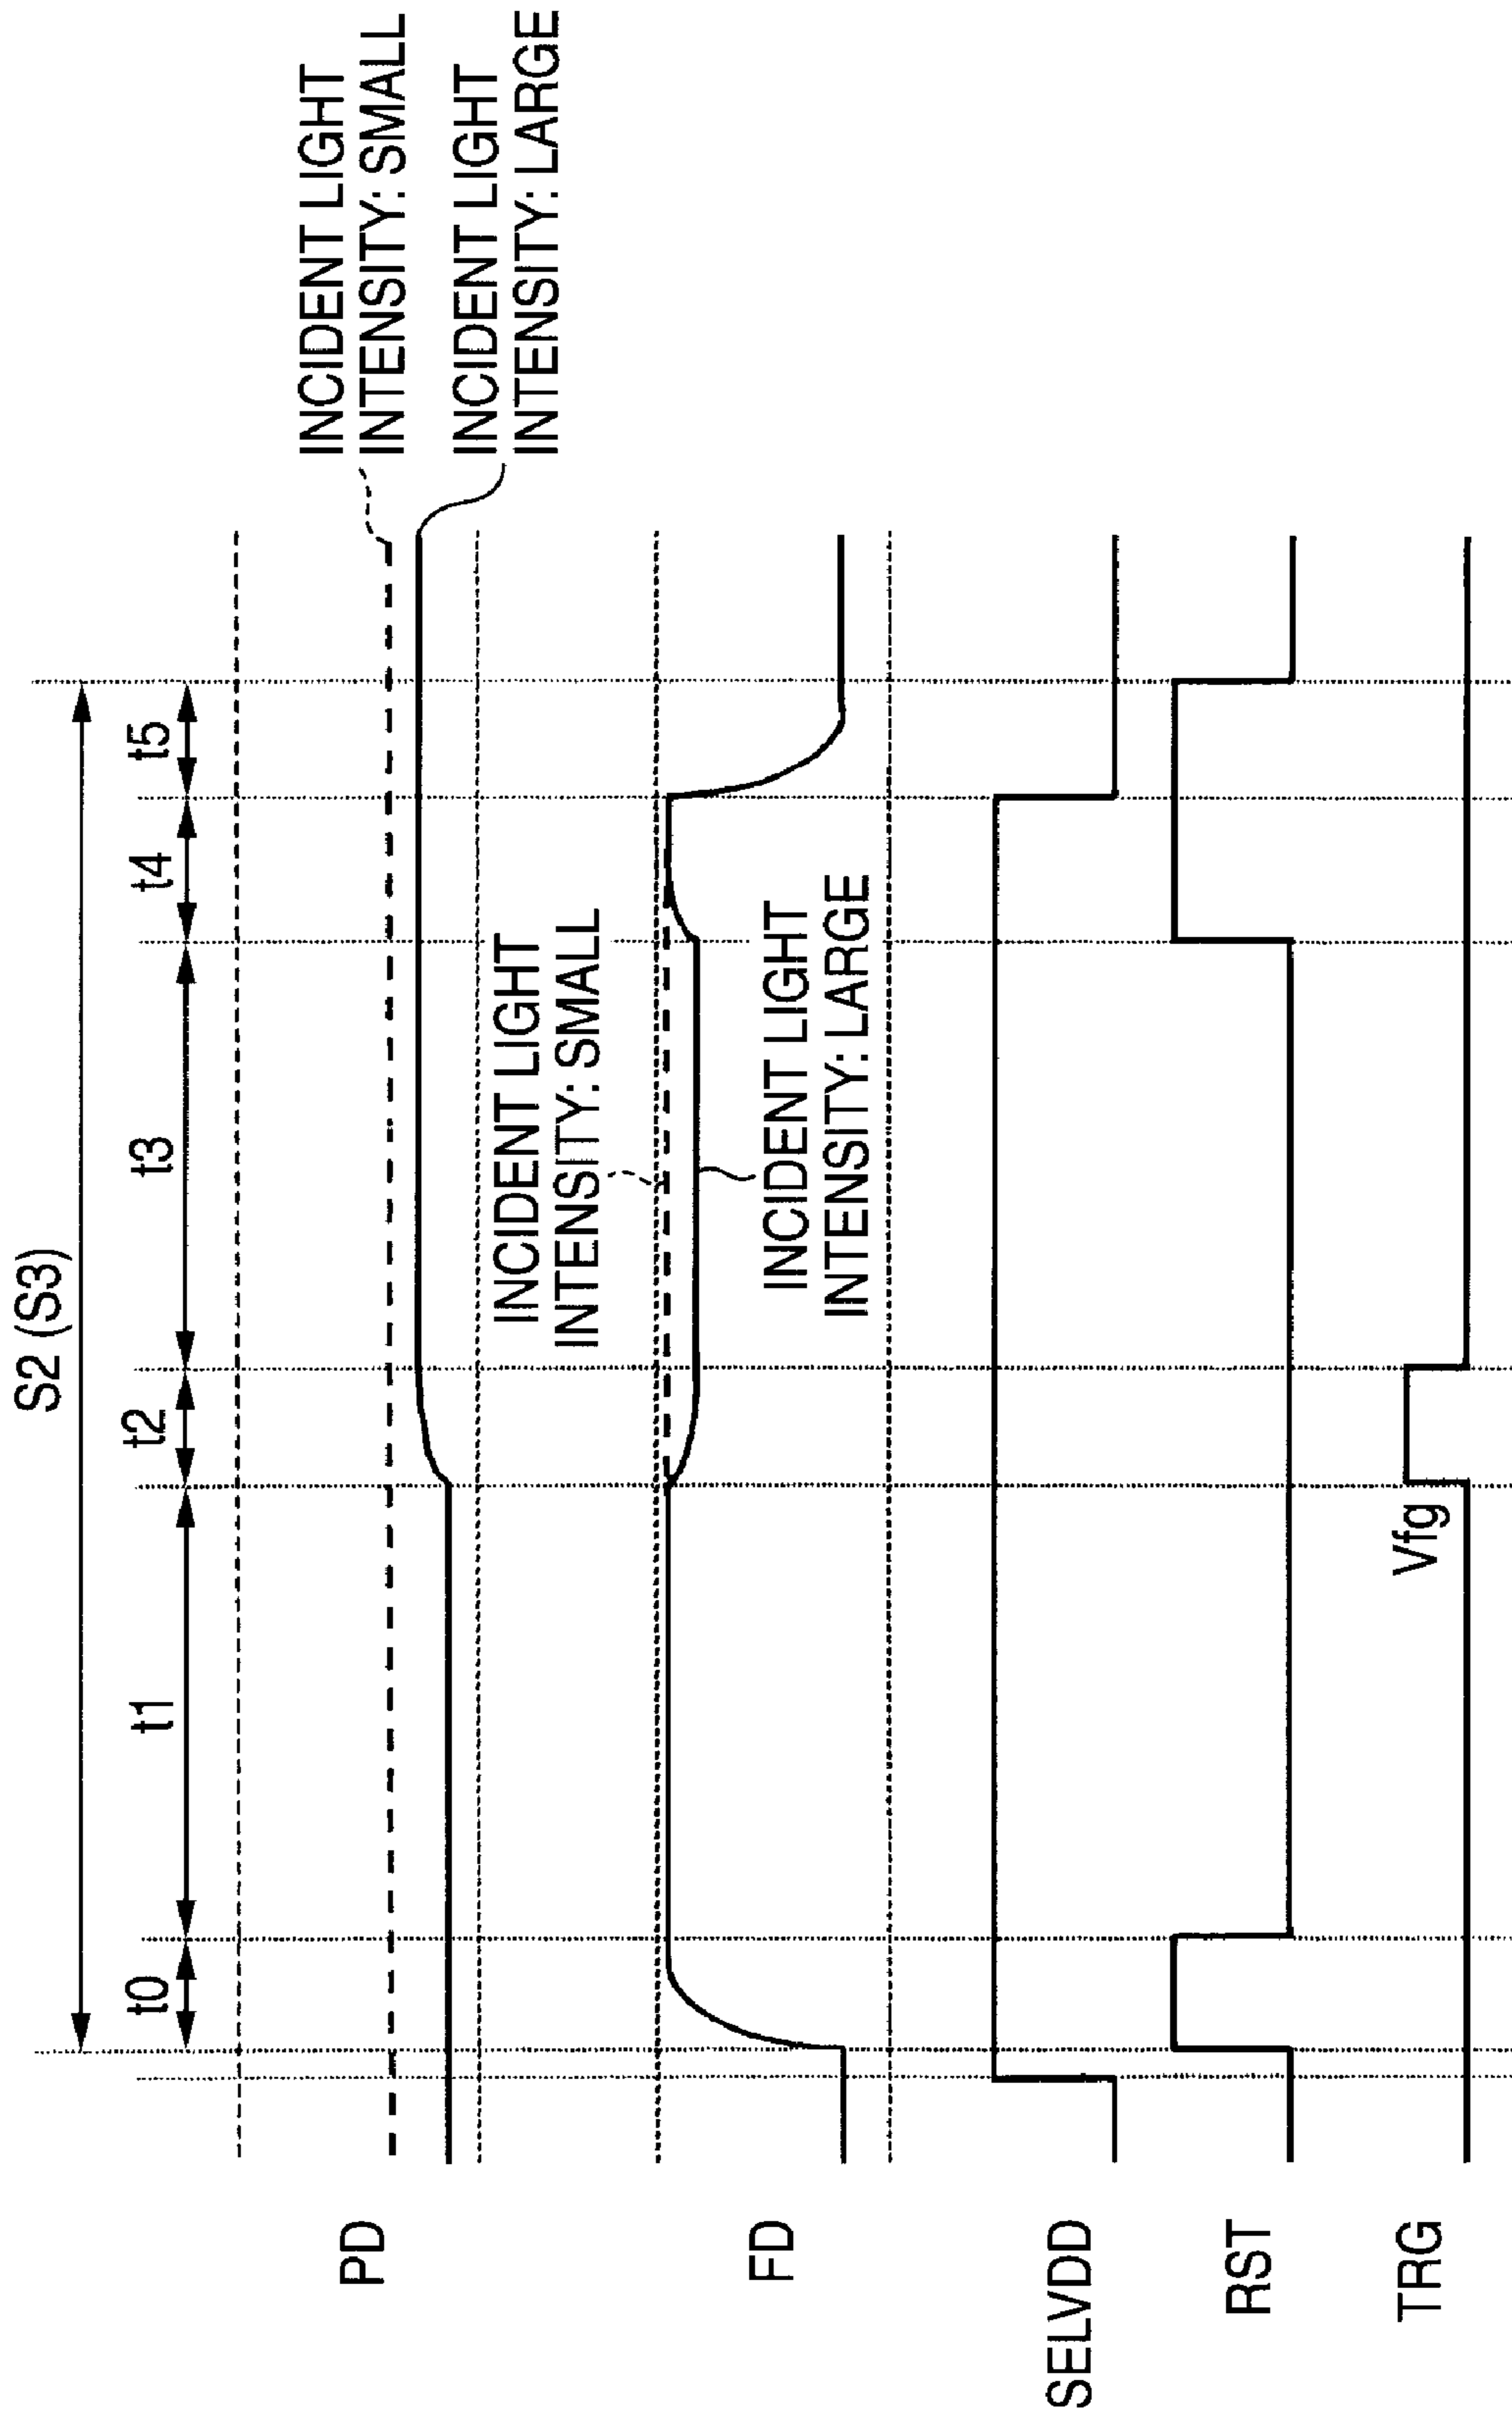 S2 (S3)
t0
t1
t2
t3
t4
t5
PD
INCIDENT LIGHT
INTENSITY: SMALL
INCIDENT LIGHT
INTENSITY: LARGE
INCIDENT LIGHT
INTENSITY: SMALL
FD
INCIDENT LIGHT
INTENSITY: LARGE
SELVDD
RST
Vfg
TRG